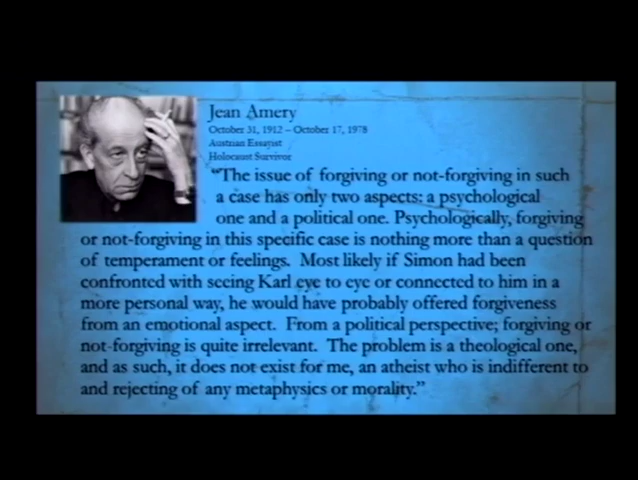 Jean Amery
October 31, 1912 – October 17, 1978
Austrian Essayist
Holocaust Survivor
“The issue of forgiving or not-forgiving in such
a case has only two aspects: a psychological
one and a political one. Psychologically, forgiving
or not-forgiving in this specific case is nothing more than a question
of temperament or feelings. Most likely if Simon had been
confronted with seeing Karl eye to eye or connected to him in a
more personal way, he would have probably offered forgiveness
from an emotional aspect. From a political perspective; forgiving or
not-forgiving is quite irrelevant. The problem is a theological one,
and as such, it does not exist for me, an atheist who is indifferent to
and rejecting of any metaphysics or morality.”